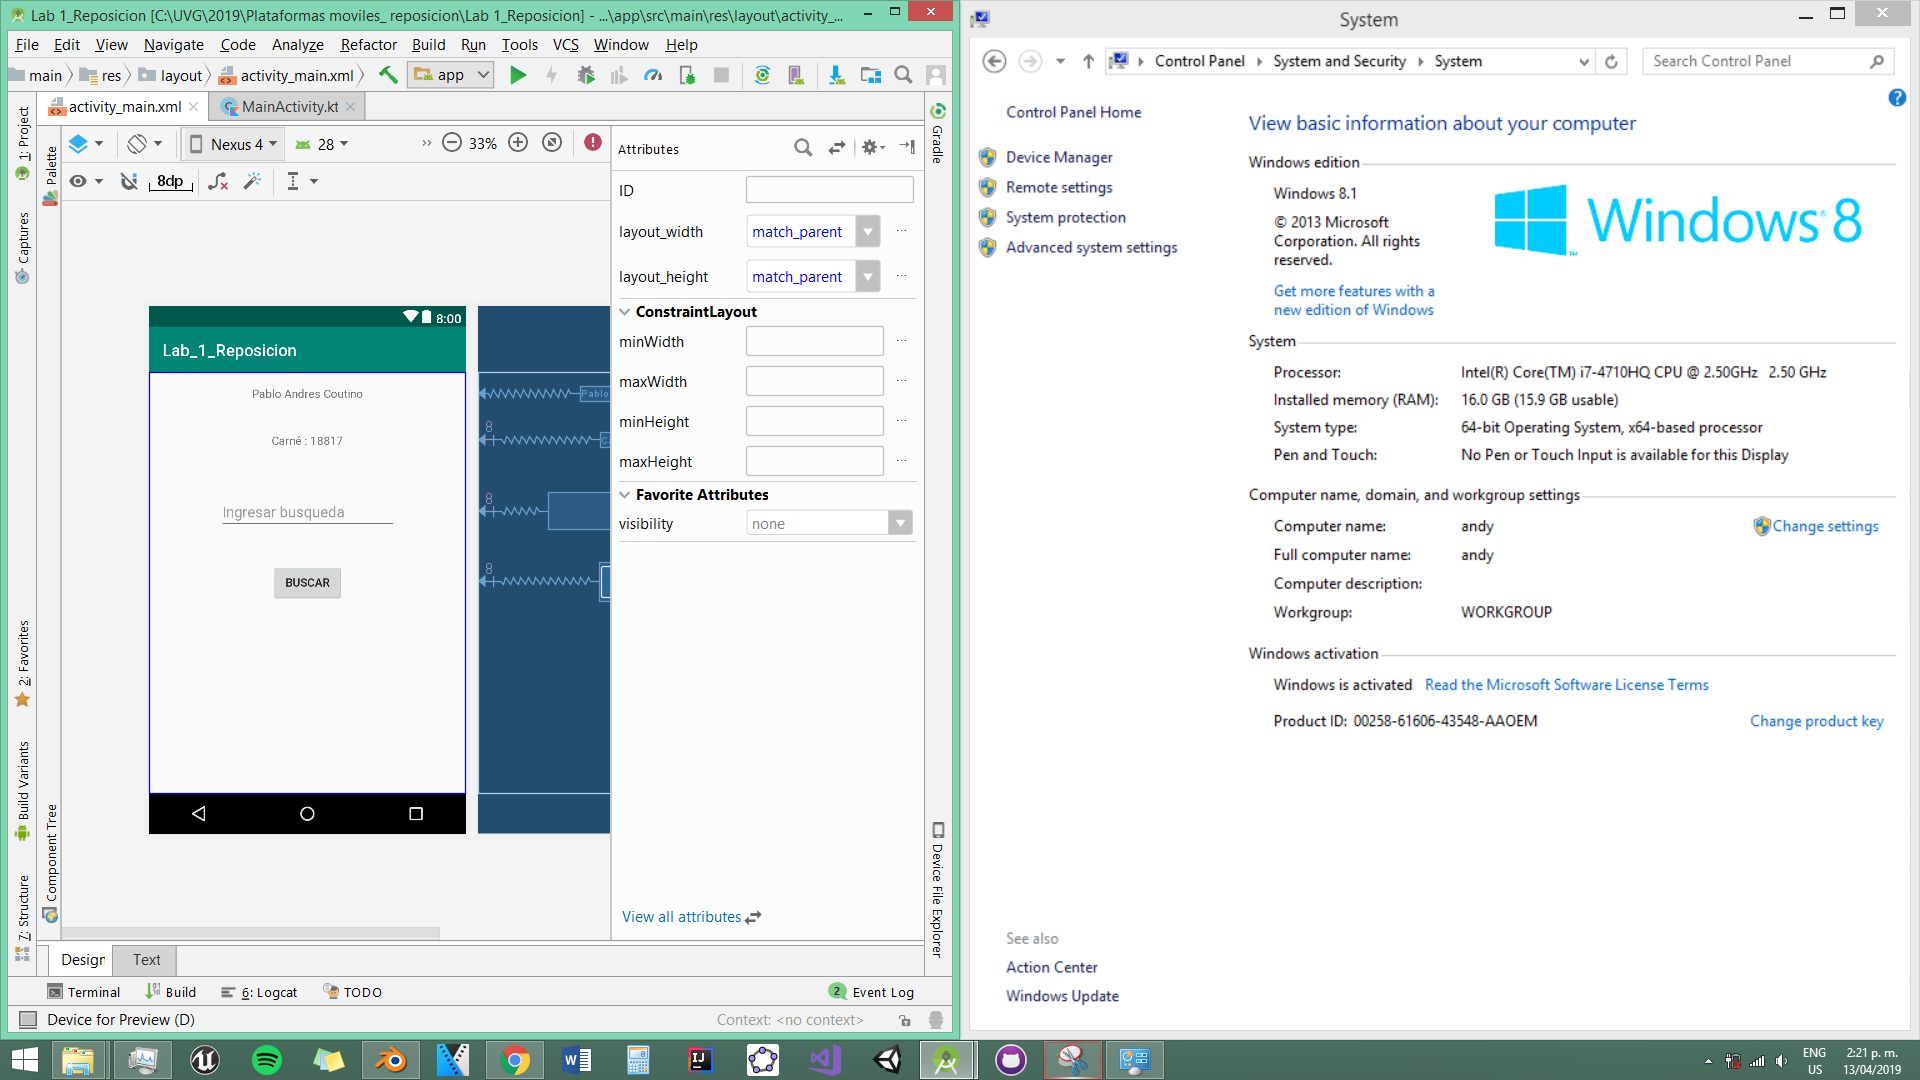 Lab 1_Reposicion [C:\UVG\2019\Plataformas moviles_ reposicion\Lab 1_Reposicion] - ...\app\src\main\res\layout\activity_...
File Edit View Navigate Code Analyze Refactor Build Run Tools VCS Window Help
main res layout activity_main.xml app
activity_main.xml MainActivity.kt
1: Project
Captures
2: Favorites
Build Variants
7: Structure
Palette
Component Tree
Nexus 4 28 33%
8dp
8:00
Lab_1_Reposicion
Pablo Andres Coutino
Carné : 18817
Ingresar busqueda
BUSCAR
Pablo
8
8
8
Attributes
ID
layout_width match_parent ...
layout_height match_parent ...
ConstraintLayout
minWidth ...
maxWidth ...
minHeight ...
maxHeight ...
Favorite Attributes
visibility none
View all attributes
Gradle
Device File Explorer
Design Text
Terminal Build 6: Logcat TODO 2 Event Log
Device for Preview (D) Context: <no context>
System
Control Panel System and Security System Search Control Panel
Control Panel Home
Device Manager
Remote settings
System protection
Advanced system settings
See also
Action Center
Windows Update
View basic information about your computer
Windows edition
Windows 8.1
© 2013 Microsoft
Corporation. All rights
reserved.
Get more features with a
new edition of Windows
Windows 8
System
Processor: Intel(R) Core(TM) i7-4710HQ CPU @ 2.50GHz 2.50 GHz
Installed memory (RAM): 16.0 GB (15.9 GB usable)
System type: 64-bit Operating System, x64-based processor
Pen and Touch: No Pen or Touch Input is available for this Display
Computer name, domain, and workgroup settings
Computer name: andy Change settings
Full computer name: andy
Computer description:
Workgroup: WORKGROUP
Windows activation
Windows is activated Read the Microsoft Software License Terms
Product ID: 00258-61606-43548-AAOEM Change product key
ENG
US
2:21 p. m.
13/04/2019